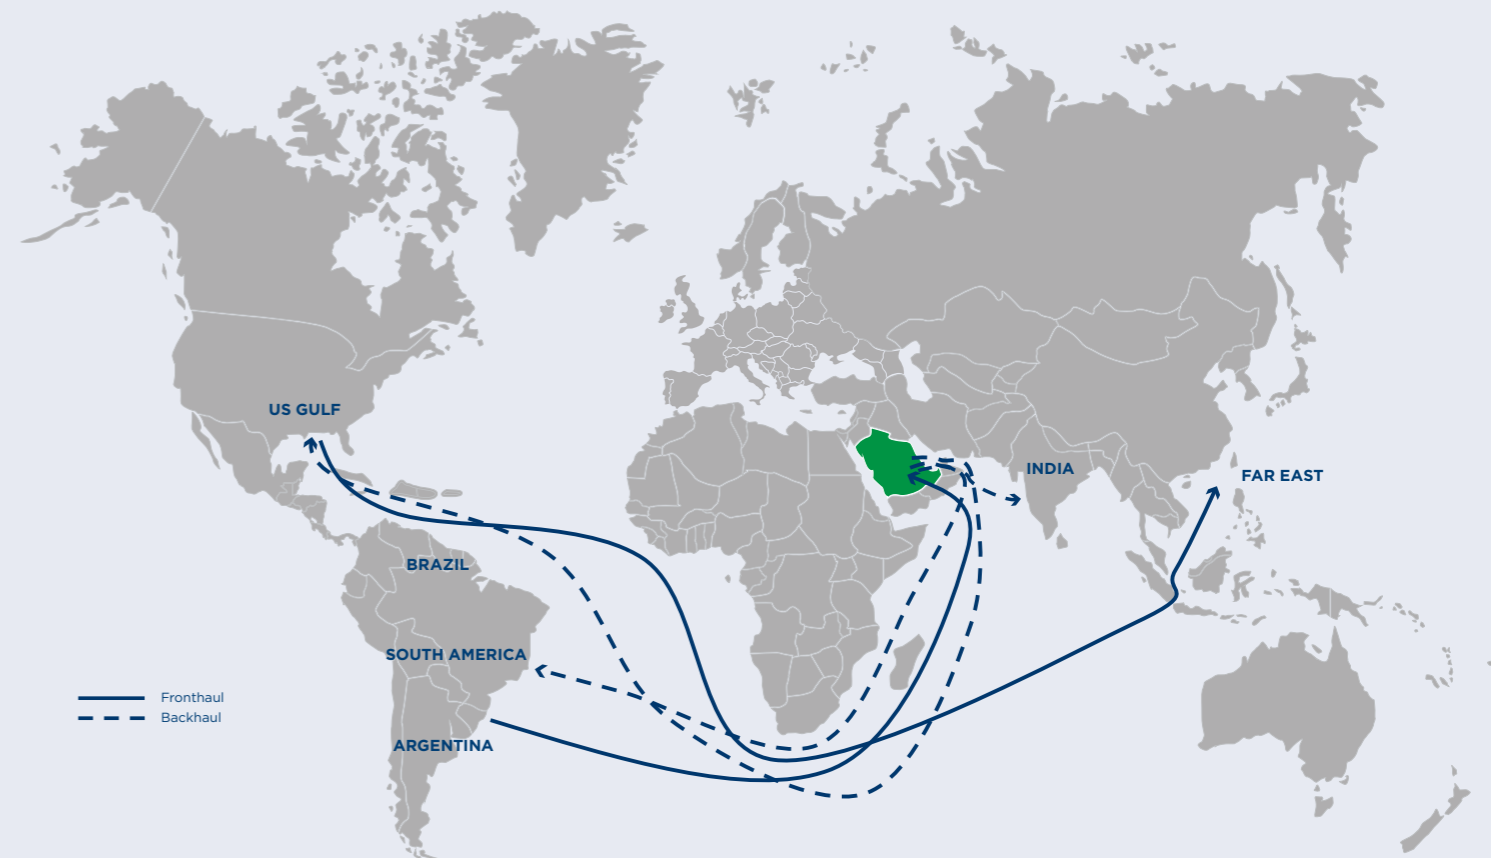 US GULF
INDIA
FAR EAST
BRAZIL
SOUTH AMERICA
Fronthaul
Backhaul
ARGENTINA